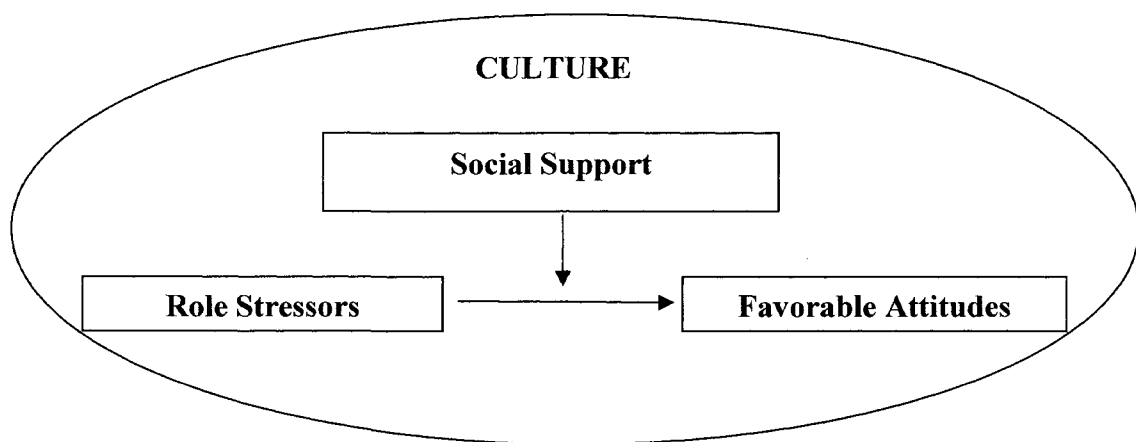 CULTURE
Social Support
Role Stressors
Favorable Attitudes